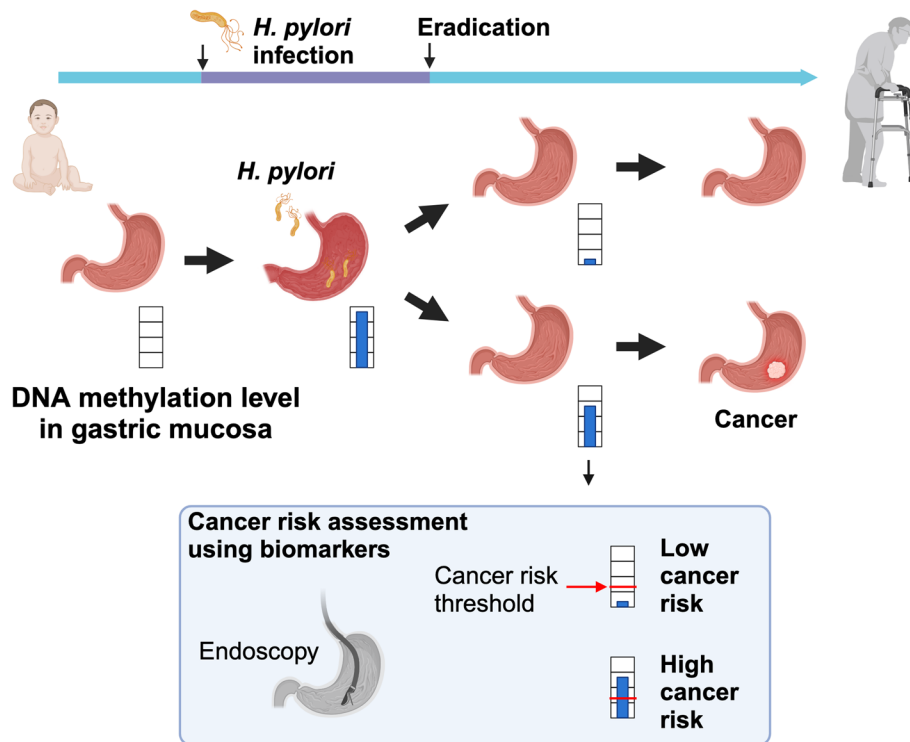 H. pylori
infection
Eradication
H. pylori
DNA methylation level
in gastric mucosa
Cancer
Cancer risk assessment
using biomarkers
Endoscopy
Cancer risk
threshold
Low
cancer
risk
High
cancer
risk